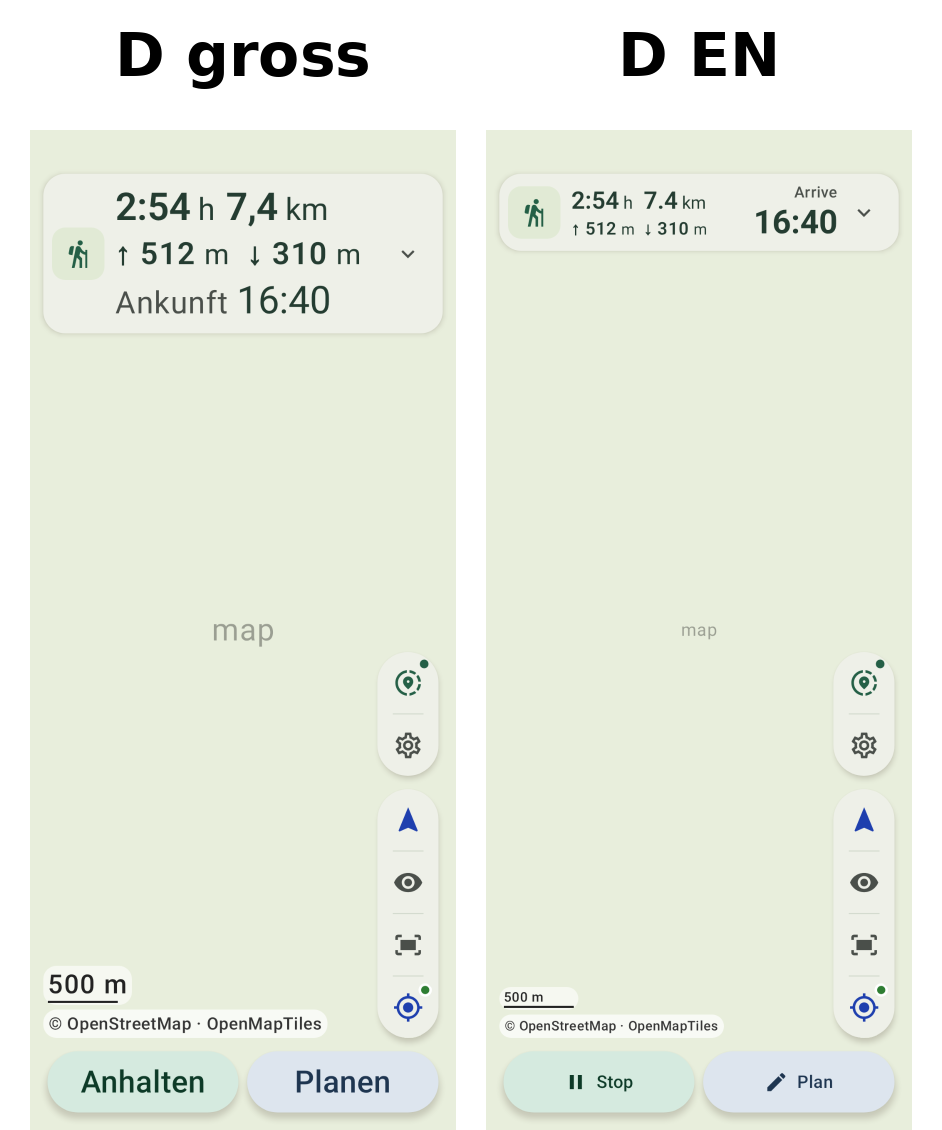 D gross
2:54 h 7,4 km
↑ 512 m ↓ 310 m
Ankunft 16:40
map
500 m
© OpenStreetMap · OpenMapTiles
Anhalten Planen
D EN
2:54 h 7.4 km
↑ 512 m ↓ 310 m
Arrive
16:40
map
500 m
© OpenStreetMap · OpenMapTiles
Stop Plan